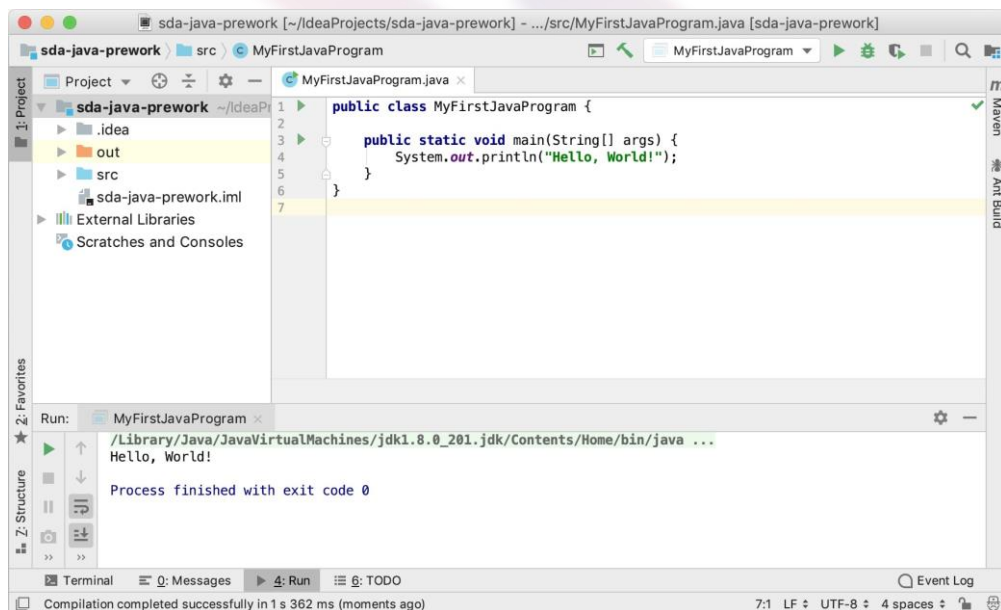 sda-java-prework [~/IdeaProjects/sda-java-prework] - .../src/MyFirstJavaProgram.java [sda-java-prework]
sda-java-prework src MyFirstJavaProgram
MyFirstJavaProgram
1: Project
Project
MyFirstJavaProgram.java ×
sda-java-prework ~/IdeaPr
.idea
out
src
sda-java-prework.iml
External Libraries
Scratches and Consoles
1 public class MyFirstJavaProgram {
2
3 public static void main(String[] args) {
4 System.out.println("Hello, World!");
5 }
6 }
7
Maven
Ant Build
2: Favorites
Z: Structure
Run: MyFirstJavaProgram ×
/Library/Java/JavaVirtualMachines/jdk1.8.0_201.jdk/Contents/Home/bin/java ...
Hello, World!
Process finished with exit code 0
Terminal 0: Messages 4: Run 6: TODO Event Log
Compilation completed successfully in 1 s 362 ms (moments ago) 7:1 LF UTF-8 4 spaces